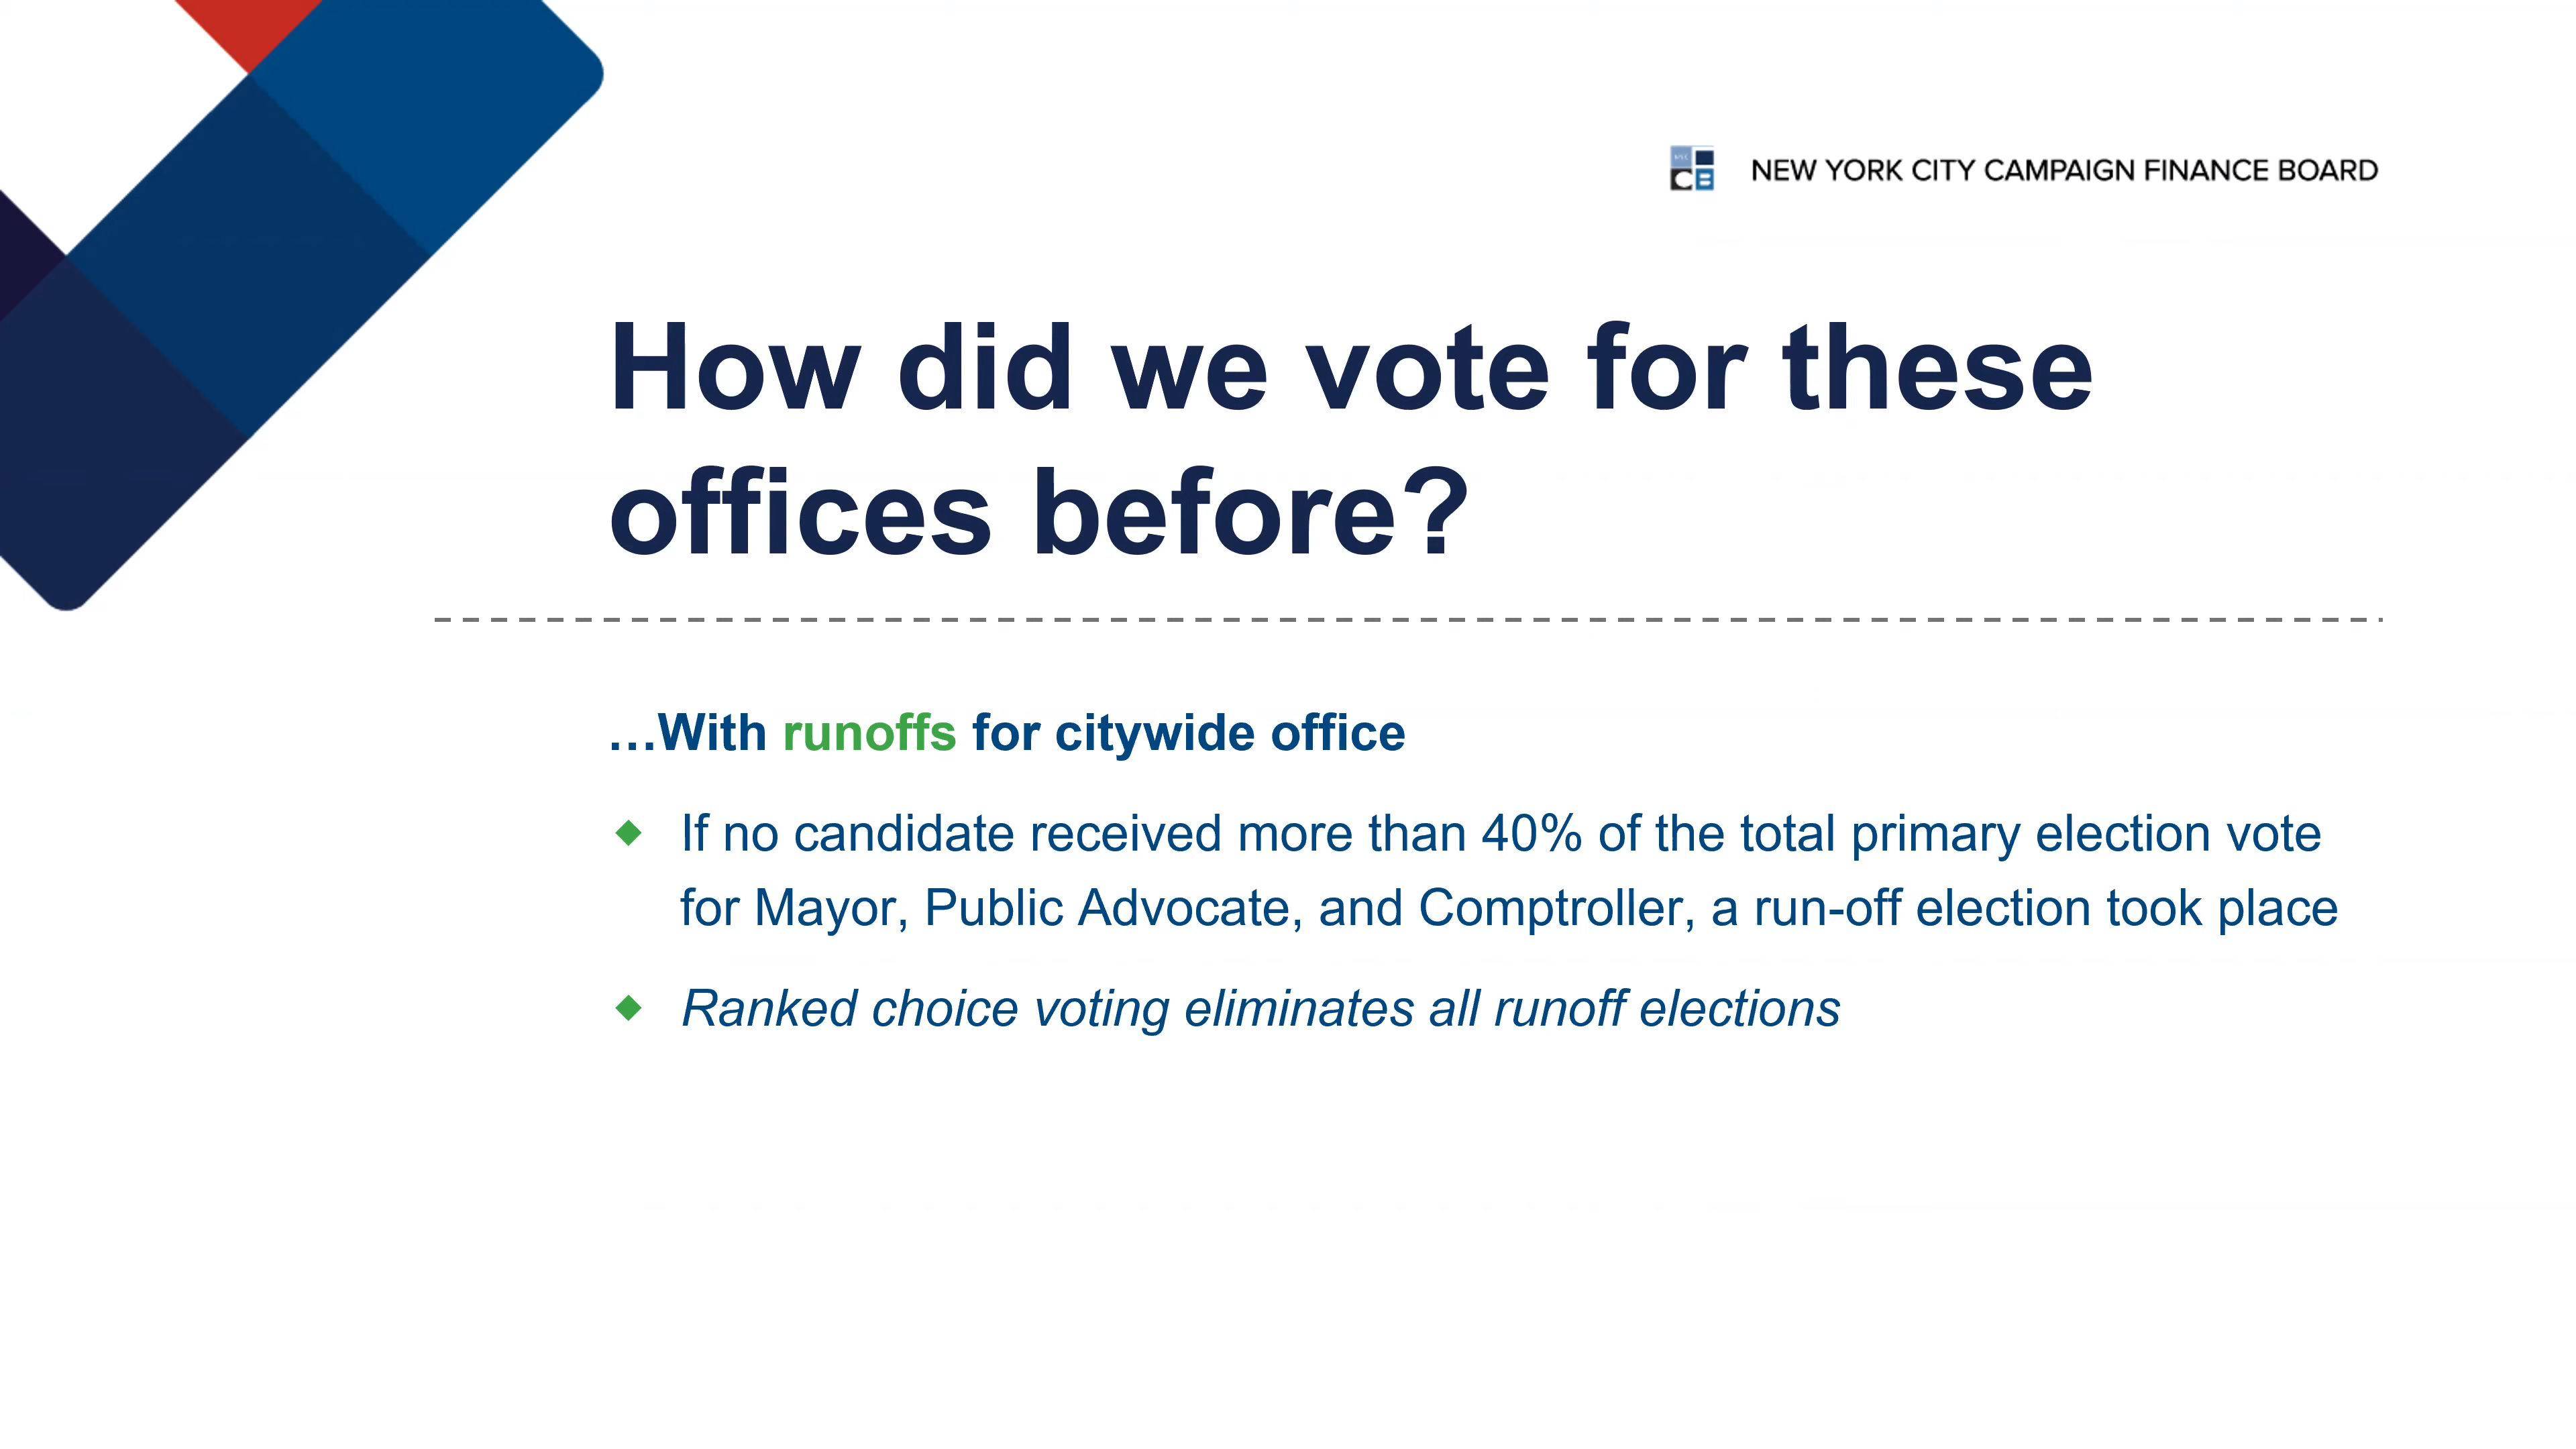 NYC
CB
NEW YORK CITY CAMPAIGN FINANCE BOARD
How did we vote for these
offices before?
…With runoffs for citywide office
If no candidate received more than 40% of the total primary election vote
for Mayor, Public Advocate, and Comptroller, a run-off election took place
Ranked choice voting eliminates all runoff elections